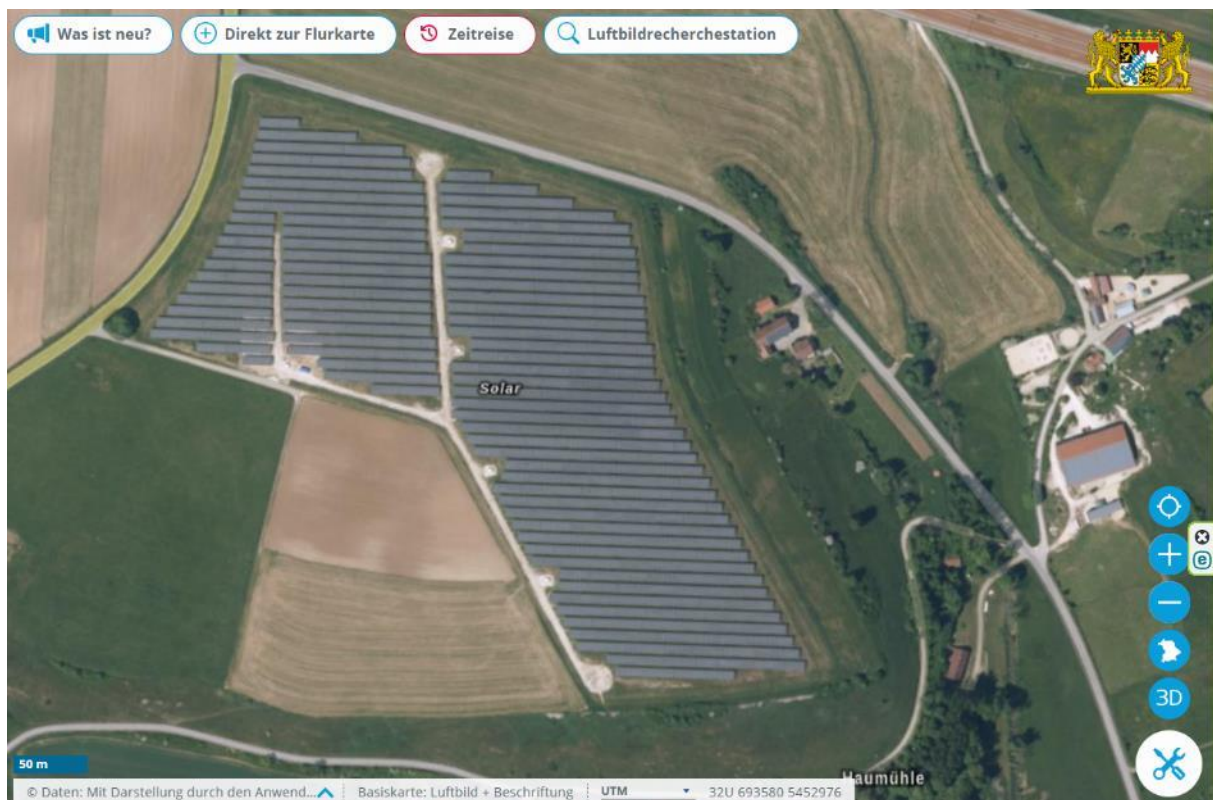 Was ist neu?
Direkt zur Flurkarte
Zeitreise
Luftbildrecherchestation
Solar
e
3D
50 m
Haumühle
© Daten: Mit Darstellung durch den Anwend...
Basiskarte: Luftbild + Beschriftung
UTM
32U 693580 5452976